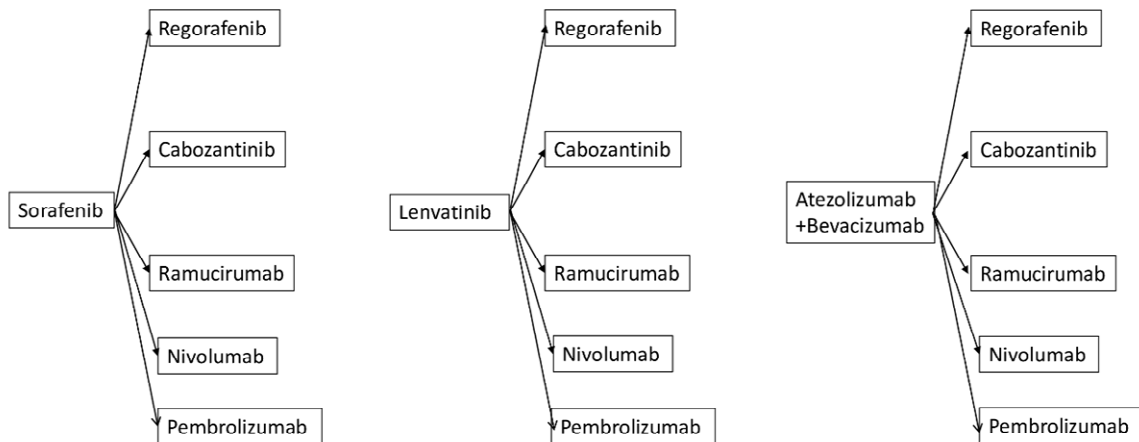 Sorafenib
Regorafenib
Cabozantinib
Ramucirumab
Nivolumab
Pembrolizumab
Lenvatinib
Regorafenib
Cabozantinib
Ramucirumab
Nivolumab
Pembrolizumab
Atezolizumab
+Bevacizumab
Regorafenib
Cabozantinib
Ramucirumab
Nivolumab
Pembrolizumab